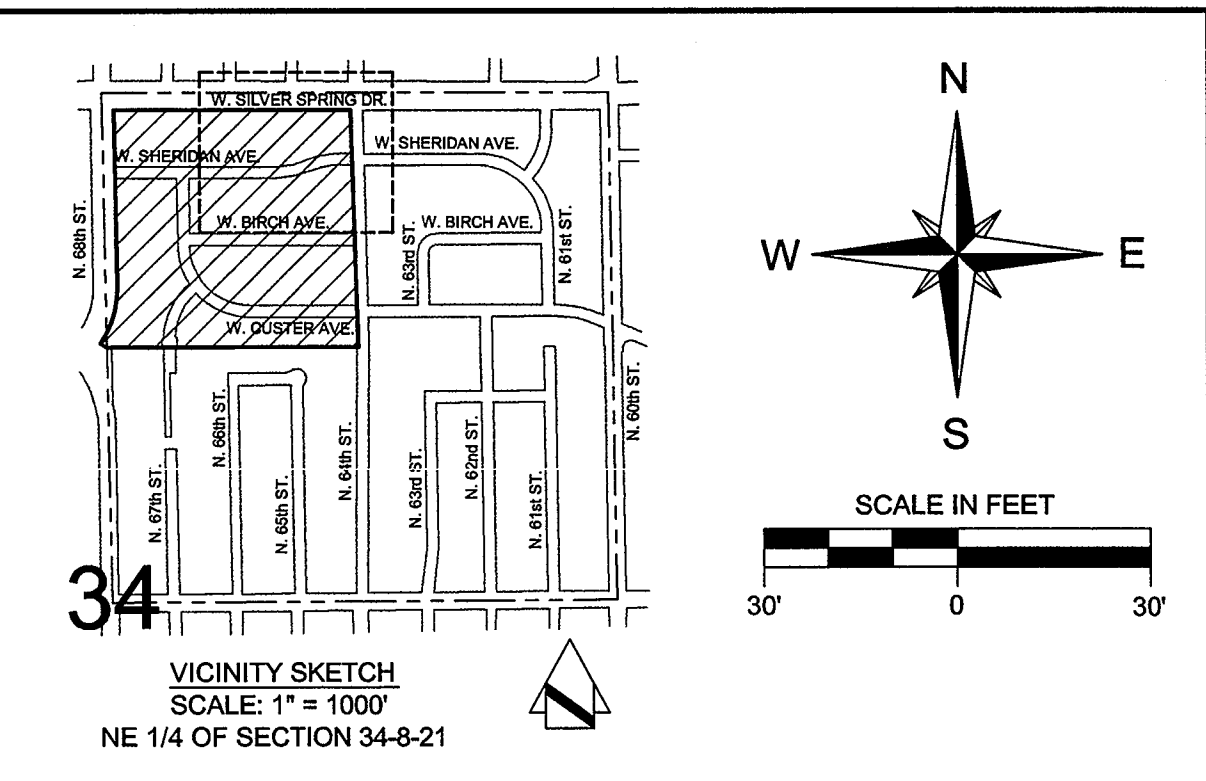 W. SILVER SPRING DR.
W. SHERIDAN AVE.
W. SHERIDAN AVE.
W. BIRCH AVE.
W. BIRCH AVE.
N. 68th ST.
N. 63rd ST.
N. 61st ST.
W. CUSTER AVE.
N. 60th ST.
N. 67th ST.
N. 66th ST.
N. 65th ST.
N. 64th ST.
N. 63rd ST.
N. 62nd ST.
N. 61st ST.
34
VICINITY SKETCH
SCALE: 1" = 1000'
NE 1/4 OF SECTION 34-8-21
N
W
E
S
SCALE IN FEET
30'
0
30'